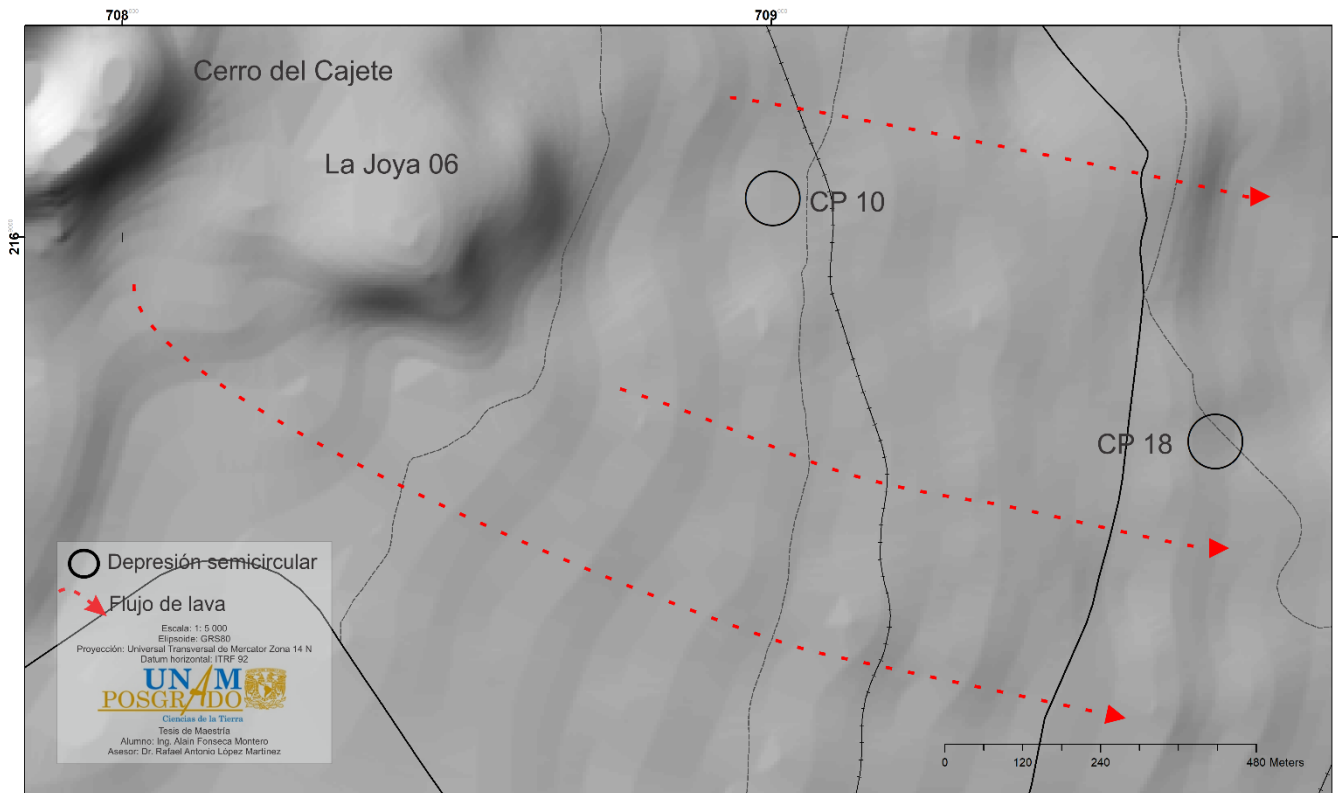 708000
709000
Cerro del Cajete
La Joya 06
CP 10
216
CP 18
Depresión semicircular
Flujo de lava
Escala: 1: 5 000
Elipsoide: GRS80
Proyección: Universal Transversal de Mercator Zona 14 N
Datum horizontal: ITRF 92
UNAM
POSGRADO
Ciencias de la Tierra
Tesis de Maestría
Alumno: Ing. Alain Fonseca Montero
Asesor: Dr. Rafael Antonio López Martínez
0 120 240 480 Meters